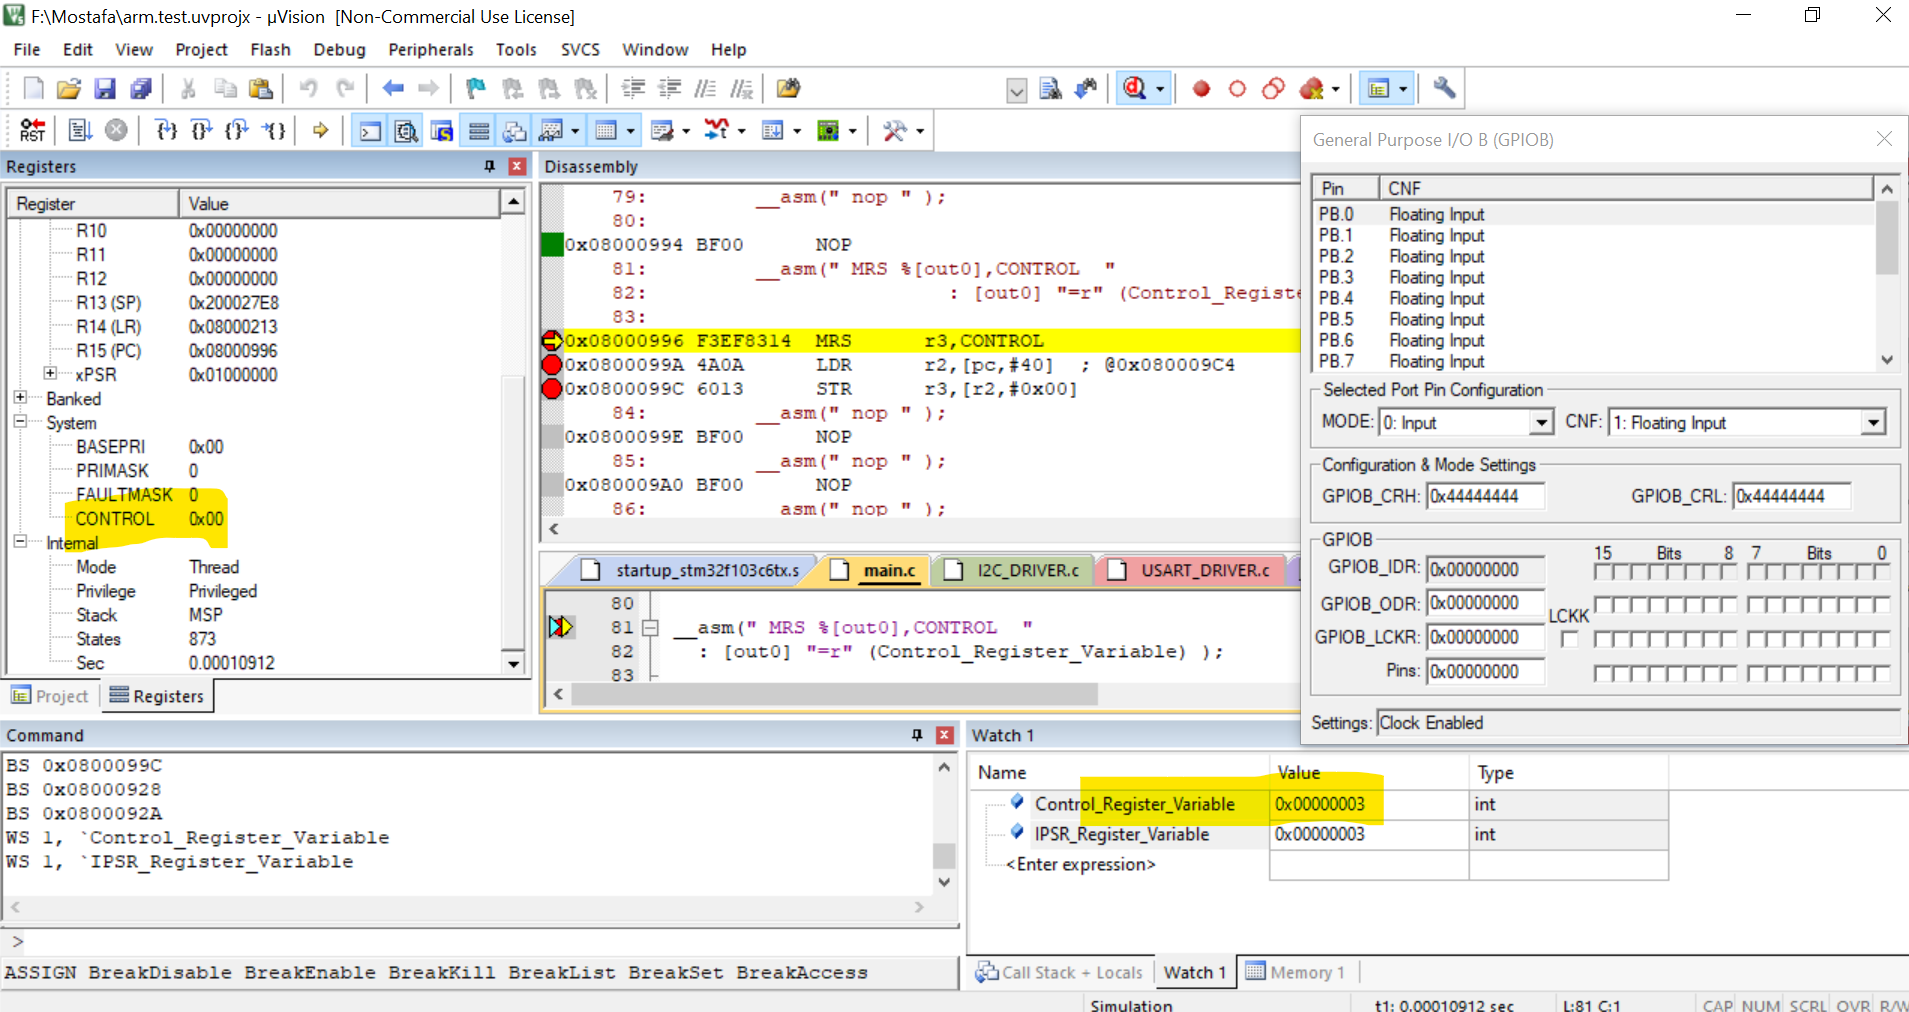 F:\Mostafa\arm.test.uvprojx - µVision  [Non-Commercial Use License]
File Edit View Project Flash Debug Peripherals Tools SVCS Window Help
RST
Registers
Register Value
R10 0x00000000
R11 0x00000000
R12 0x00000000
R13 (SP) 0x200027E8
R14 (LR) 0x08000213
R15 (PC) 0x08000996
xPSR 0x01000000
Banked
System
BASEPRI 0x00
PRIMASK 0
FAULTMASK 0
CONTROL 0x00
Internal
Mode Thread
Privilege Privileged
Stack MSP
States 873
Sec 0.00010912
Project Registers
Disassembly
79: __asm(" nop " );
80:
0x08000994 BF00 NOP
81: __asm(" MRS %[out0],CONTROL  "
82: : [out0] "=r" (Control_Registe
83:
0x08000996 F3EF8314 MRS r3,CONTROL
0x0800099A 4A0A LDR r2,[pc,#40] ; @0x080009C4
0x0800099C 6013 STR r3,[r2,#0x00]
84: __asm(" nop " );
0x0800099E BF00 NOP
85: __asm(" nop " );
0x080009A0 BF00 NOP
86: asm(" nop " );
startup_stm32f103c6tx.s main.c I2C_DRIVER.c USART_DRIVER.c
80
81 __asm(" MRS %[out0],CONTROL  "
82 : [out0] "=r" (Control_Register_Variable) );
83
General Purpose I/O B (GPIOB)
Pin CNF
PB.0 Floating Input
PB.1 Floating Input
PB.2 Floating Input
PB.3 Floating Input
PB.4 Floating Input
PB.5 Floating Input
PB.6 Floating Input
PB.7 Floating Input
Selected Port Pin Configuration
MODE: 0: Input CNF: 1: Floating Input
Configuration & Mode Settings
GPIOB_CRH: 0x44444444 GPIOB_CRL: 0x44444444
GPIOB
15 Bits 8 7 Bits 0
GPIOB_IDR: 0x00000000
GPIOB_ODR: 0x00000000
LCKK
GPIOB_LCKR: 0x00000000
Pins: 0x00000000
Settings: Clock Enabled
Command
BS 0x0800099C
BS 0x08000928
BS 0x0800092A
WS 1, `Control_Register_Variable
WS 1, `IPSR_Register_Variable
>
ASSIGN BreakDisable BreakEnable BreakKill BreakList BreakSet BreakAccess
Watch 1
Name Value Type
Control_Register_Variable 0x00000003 int
IPSR_Register_Variable 0x00000003 int
<Enter expression>
Call Stack + Locals Watch 1 Memory 1
Simulation t1: 0.00010912 sec L:81 C:1 CAP NUM SCRL OVR R/W